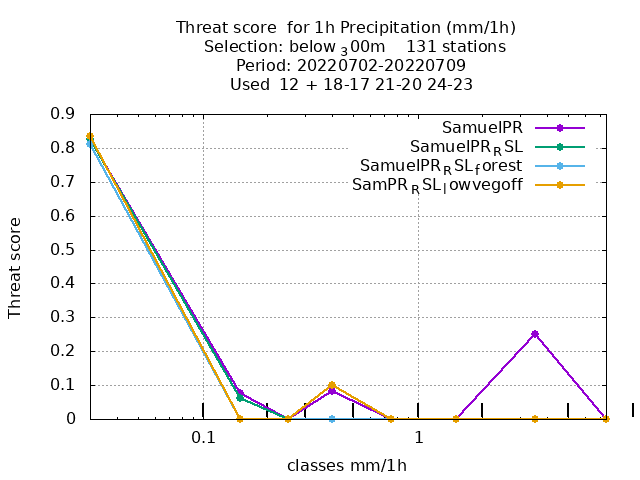 Threat score  for 1h Precipitation (mm/1h)
Selection: below ₃00m    131 stations
Period: 20220702-20220709
Used  12 + 18-17 21-20 24-23
SamuelPR
SamuelPR_RSL
SamuelPR_RSL_forest
SamPR_RSL_lowvegoff
Threat score
0.9
0.8
0.7
0.6
0.5
0.4
0.3
0.2
0.1
0
0.1
1
classes mm/1h